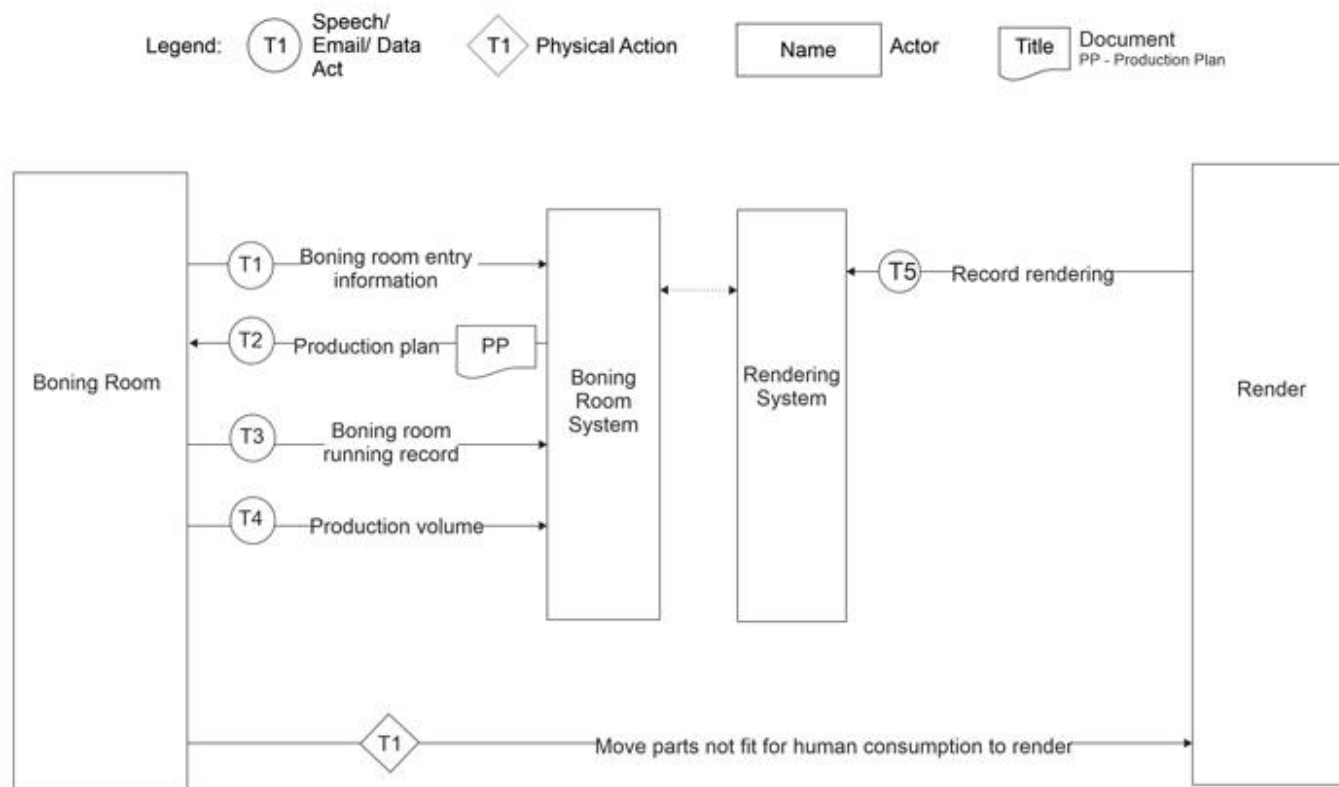 Legend:
T1
Speech/
Email/ Data
Act
T1
Physical Action
Name
Actor
Title
Document
PP - Production Plan
Boning Room
T1
Boning room entry
information
T2
Production plan
PP
T3
Boning room
running record
T4
Production volume
Boning
Room
System
Rendering
System
T5
Record rendering
Render
T1
Move parts not fit for human consumption to render